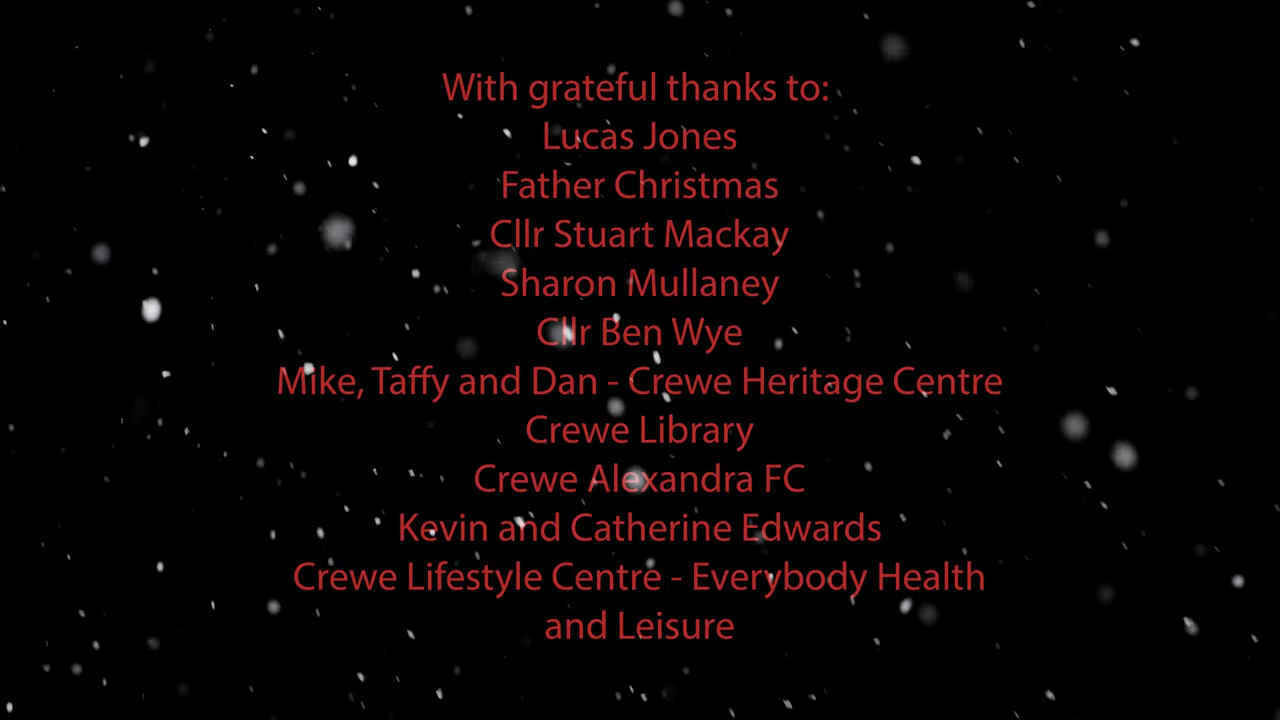 With grateful thanks to:
Lucas Jones
Father Christmas
Cllr Stuart Mackay
Sharon Mullaney
Cllr Ben Wye
Mike, Taffy and Dan - Crewe Heritage Centre
Crewe Library
Crewe Alexandra FC
Kevin and Catherine Edwards
Crewe Lifestyle Centre - Everybody Health
and Leisure